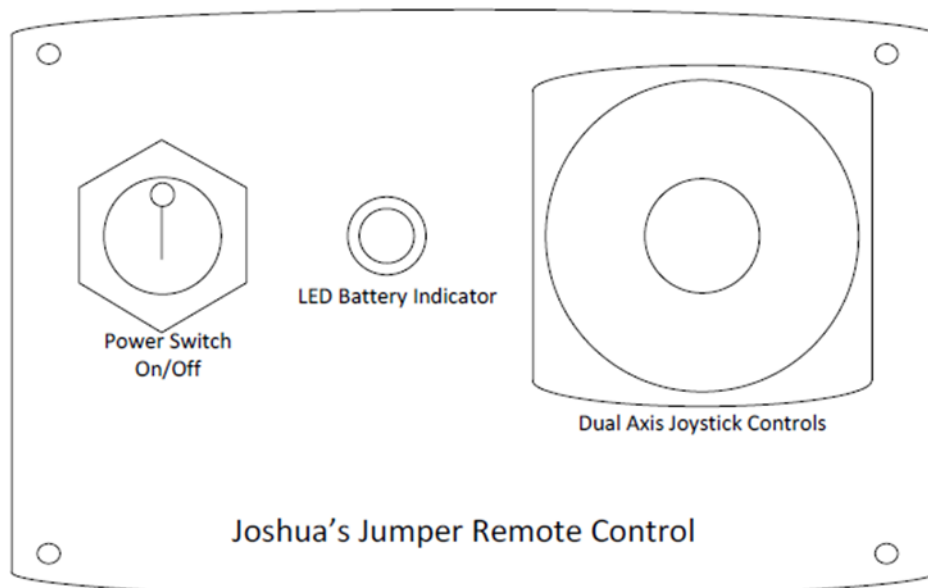 LED Battery Indicator
Power Switch
On/Off
Dual Axis Joystick Controls
Joshua’s Jumper Remote Control